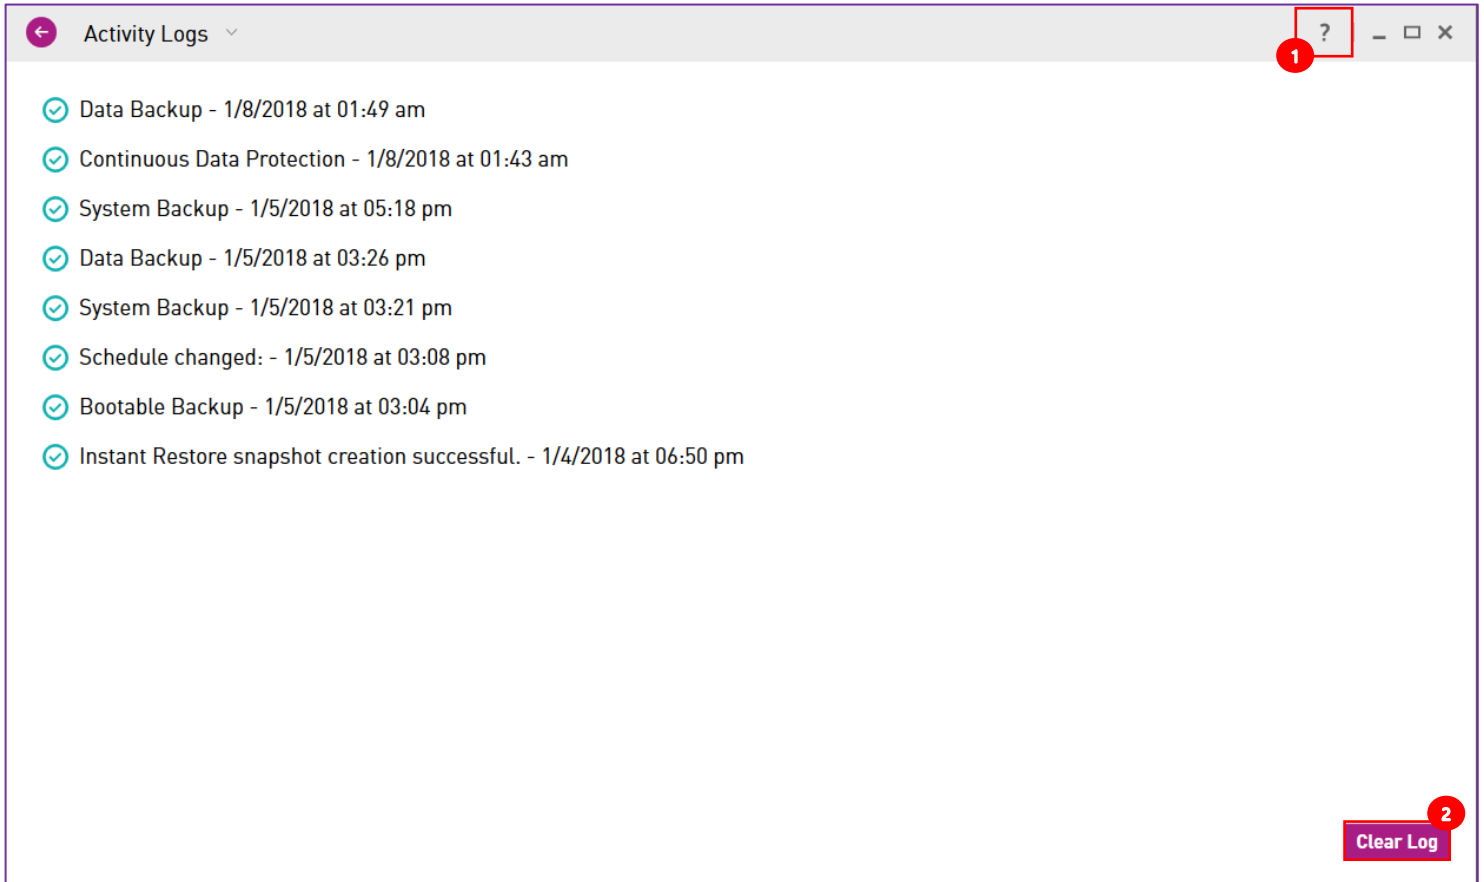 Activity Logs
?
1
Data Backup - 1/8/2018 at 01:49 am
Continuous Data Protection - 1/8/2018 at 01:43 am
System Backup - 1/5/2018 at 05:18 pm
Data Backup - 1/5/2018 at 03:26 pm
System Backup - 1/5/2018 at 03:21 pm
Schedule changed: - 1/5/2018 at 03:08 pm
Bootable Backup - 1/5/2018 at 03:04 pm
Instant Restore snapshot creation successful. - 1/4/2018 at 06:50 pm
2
Clear Log